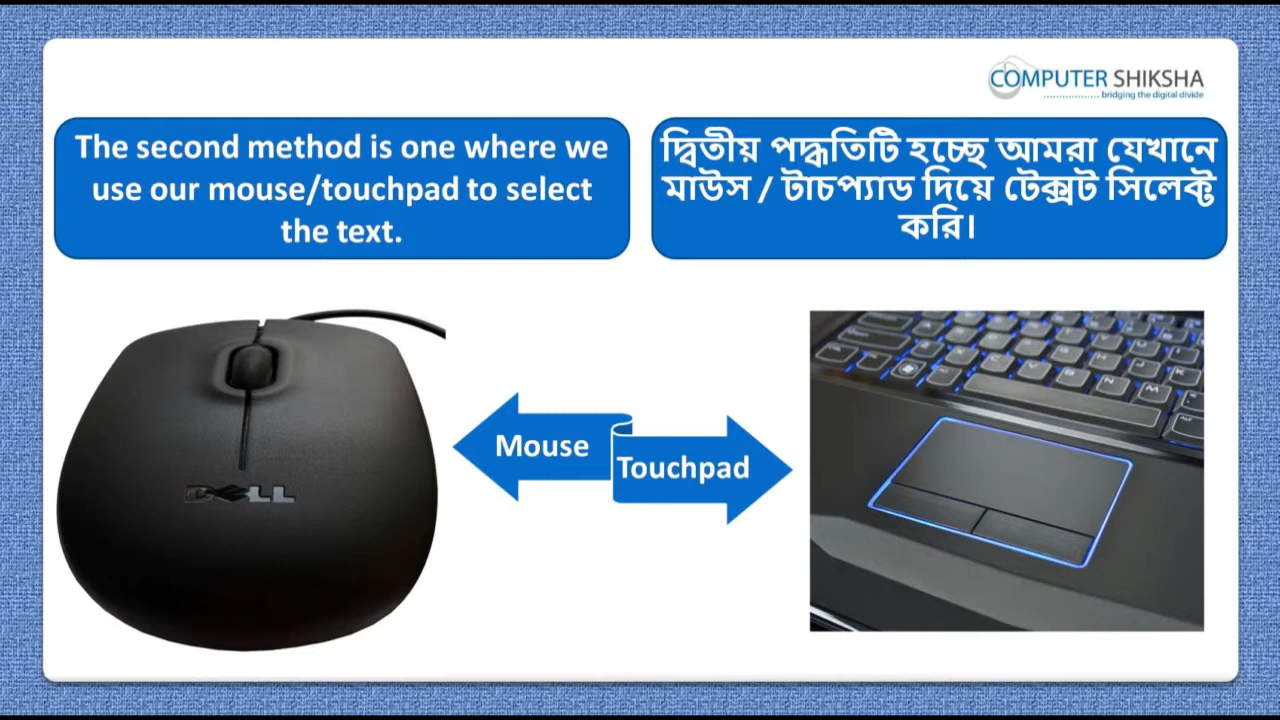 COMPUTER SHIKSHA
bridging the digital divide
The second method is one where we
use our mouse/touchpad to select
the text.
দ্বিতীয় পদ্ধতিটি হচ্ছে আমরা যেখানে
মাউস / টাচপ্যাড দিয়ে টেক্সট সিলেক্ট
করি।
Mouse
Touchpad
DELL